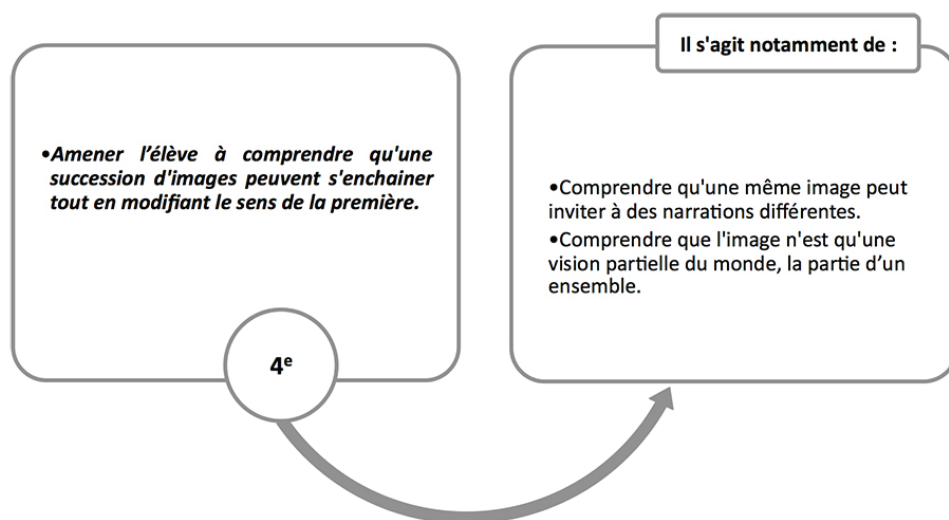 •Amener l'élève à comprendre qu'une
succession d'images peuvent s'enchainer
tout en modifiant le sens de la première.
4e
Il s'agit notamment de :
•Comprendre qu'une même image peut
inviter à des narrations différentes.
•Comprendre que l'image n'est qu'une
vision partielle du monde, la partie d’un
ensemble.